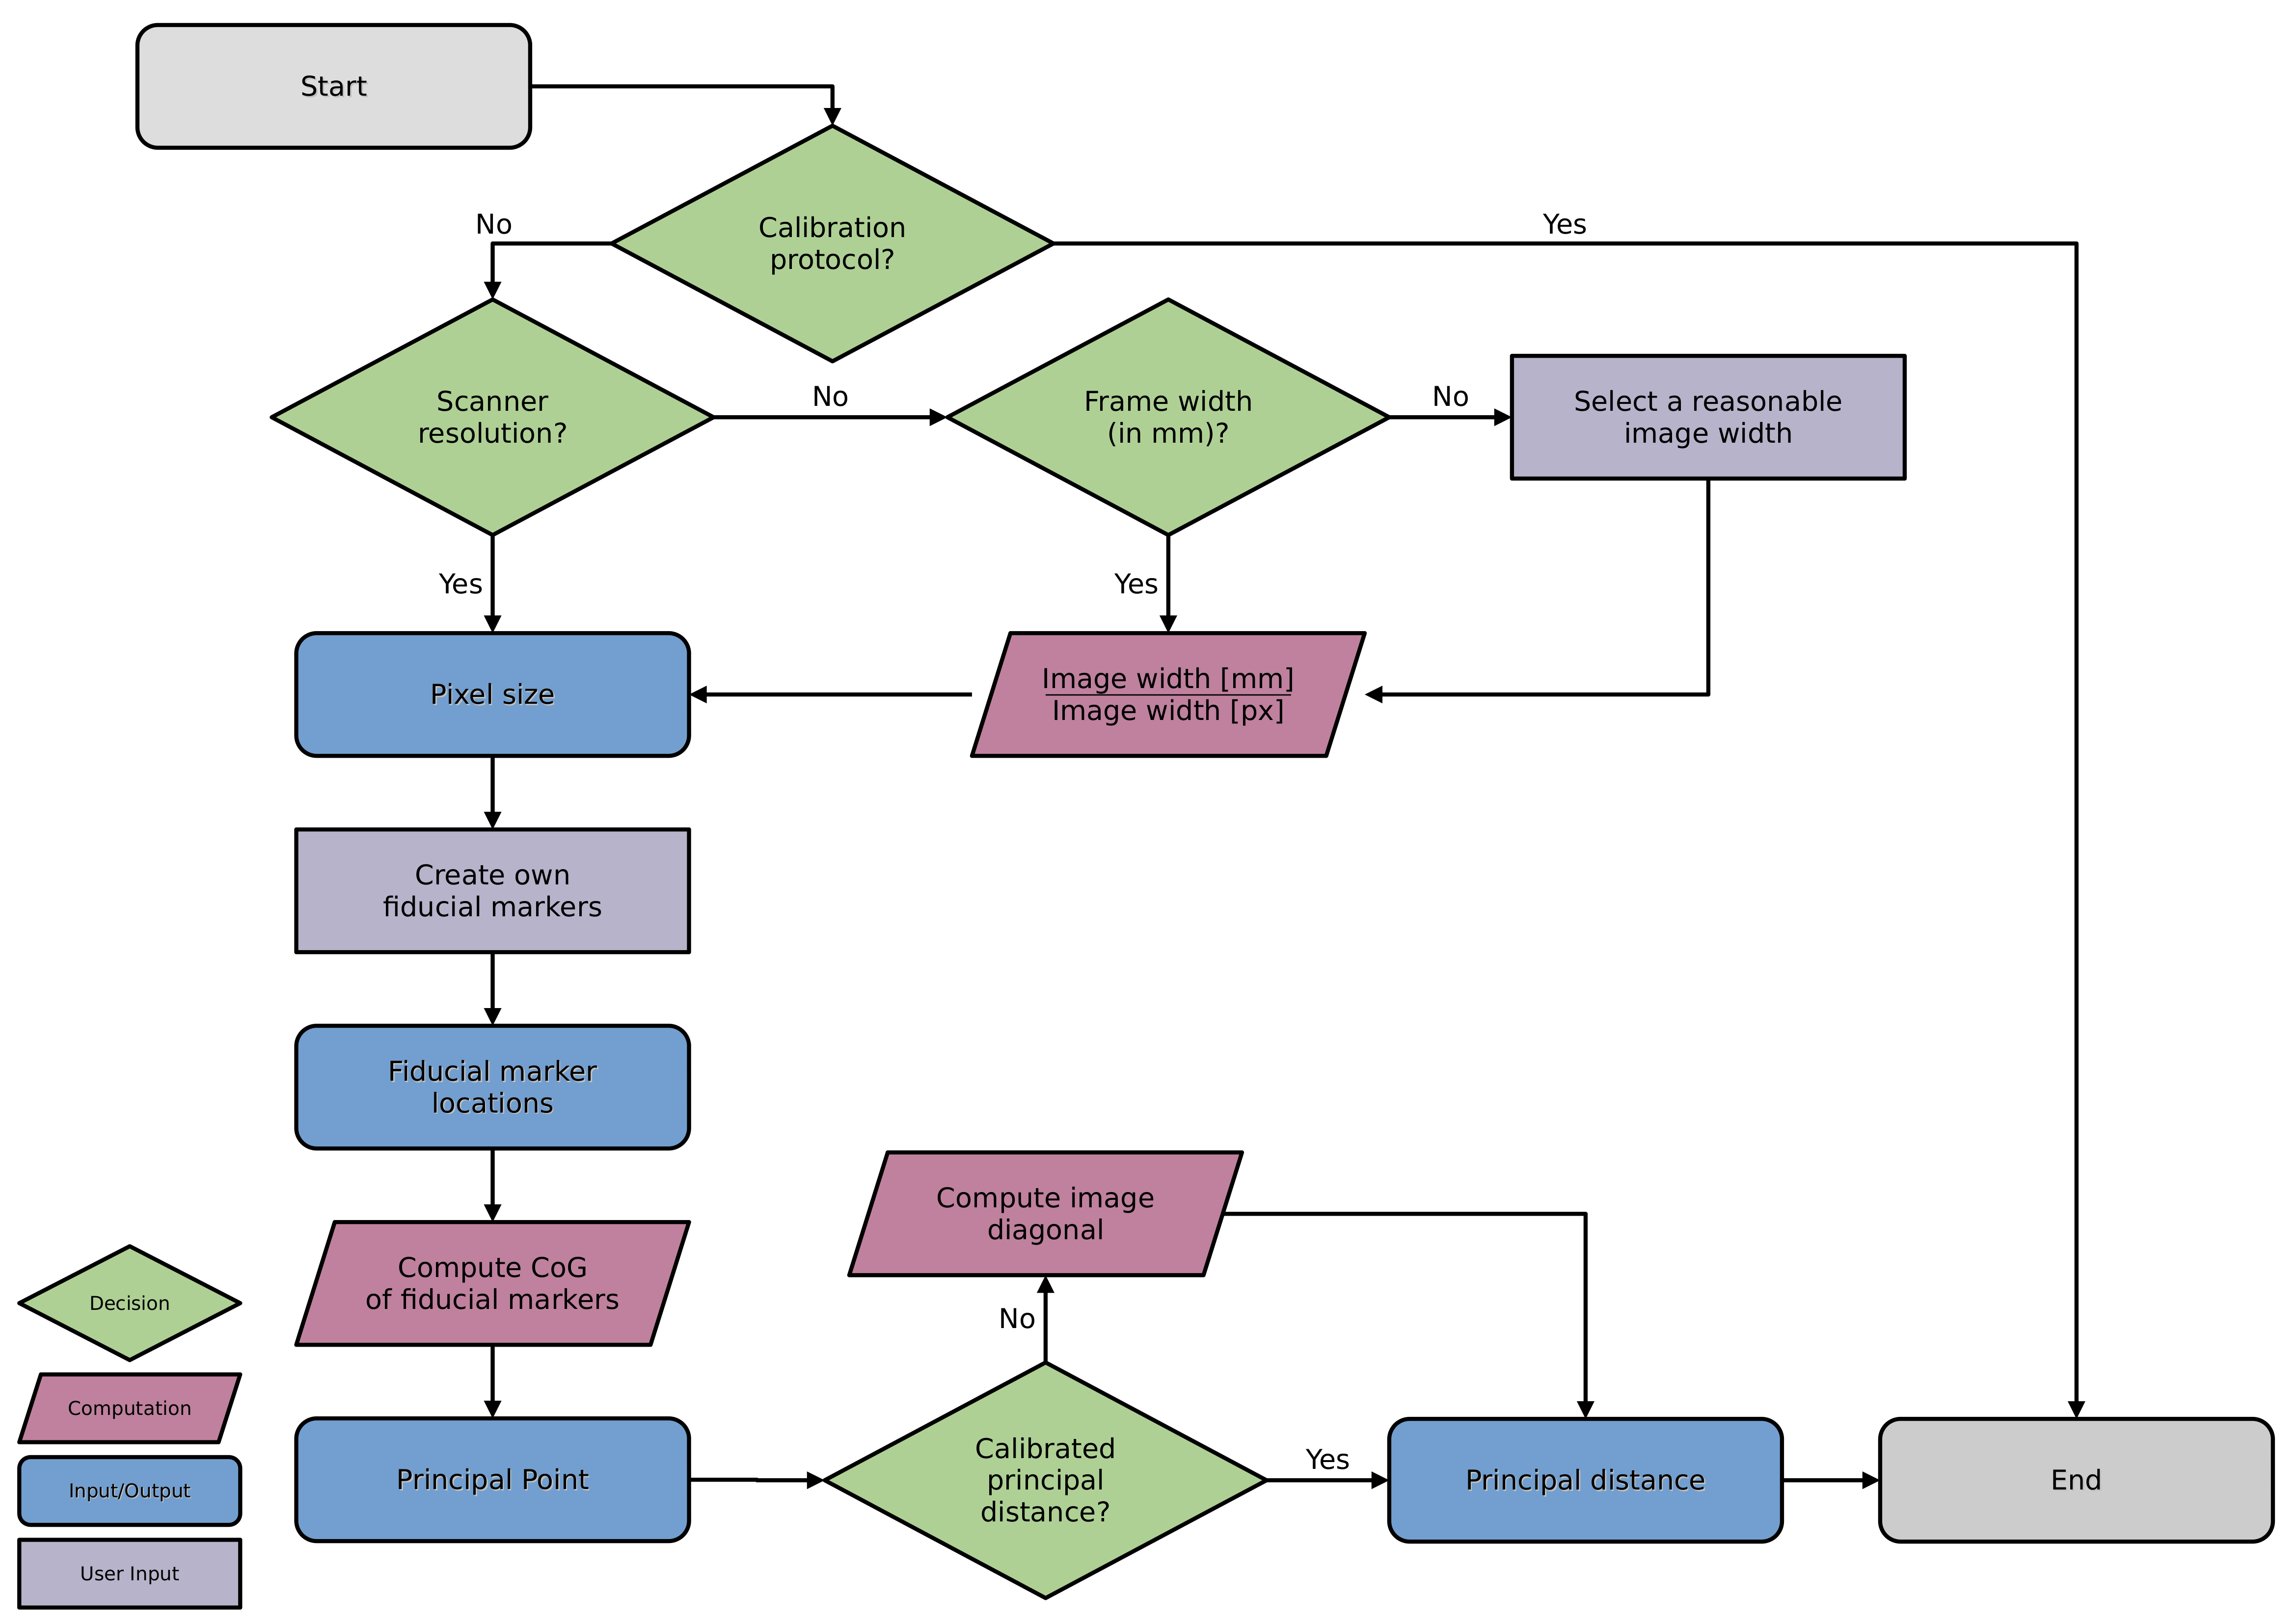 Start
Calibration
protocol?
No
Yes
Scanner
resolution?
No
Frame width
(in mm)?
No
Select a reasonable
image width
Yes
Yes
Pixel size
Image width [mm]
Image width [px]
Create own
fiducial markers
Fiducial marker
locations
Compute CoG
of fiducial markers
Compute image
diagonal
No
Principal Point
Calibrated
principal
distance?
Yes
Principal distance
End
Decision
Computation
Input/Output
User Input